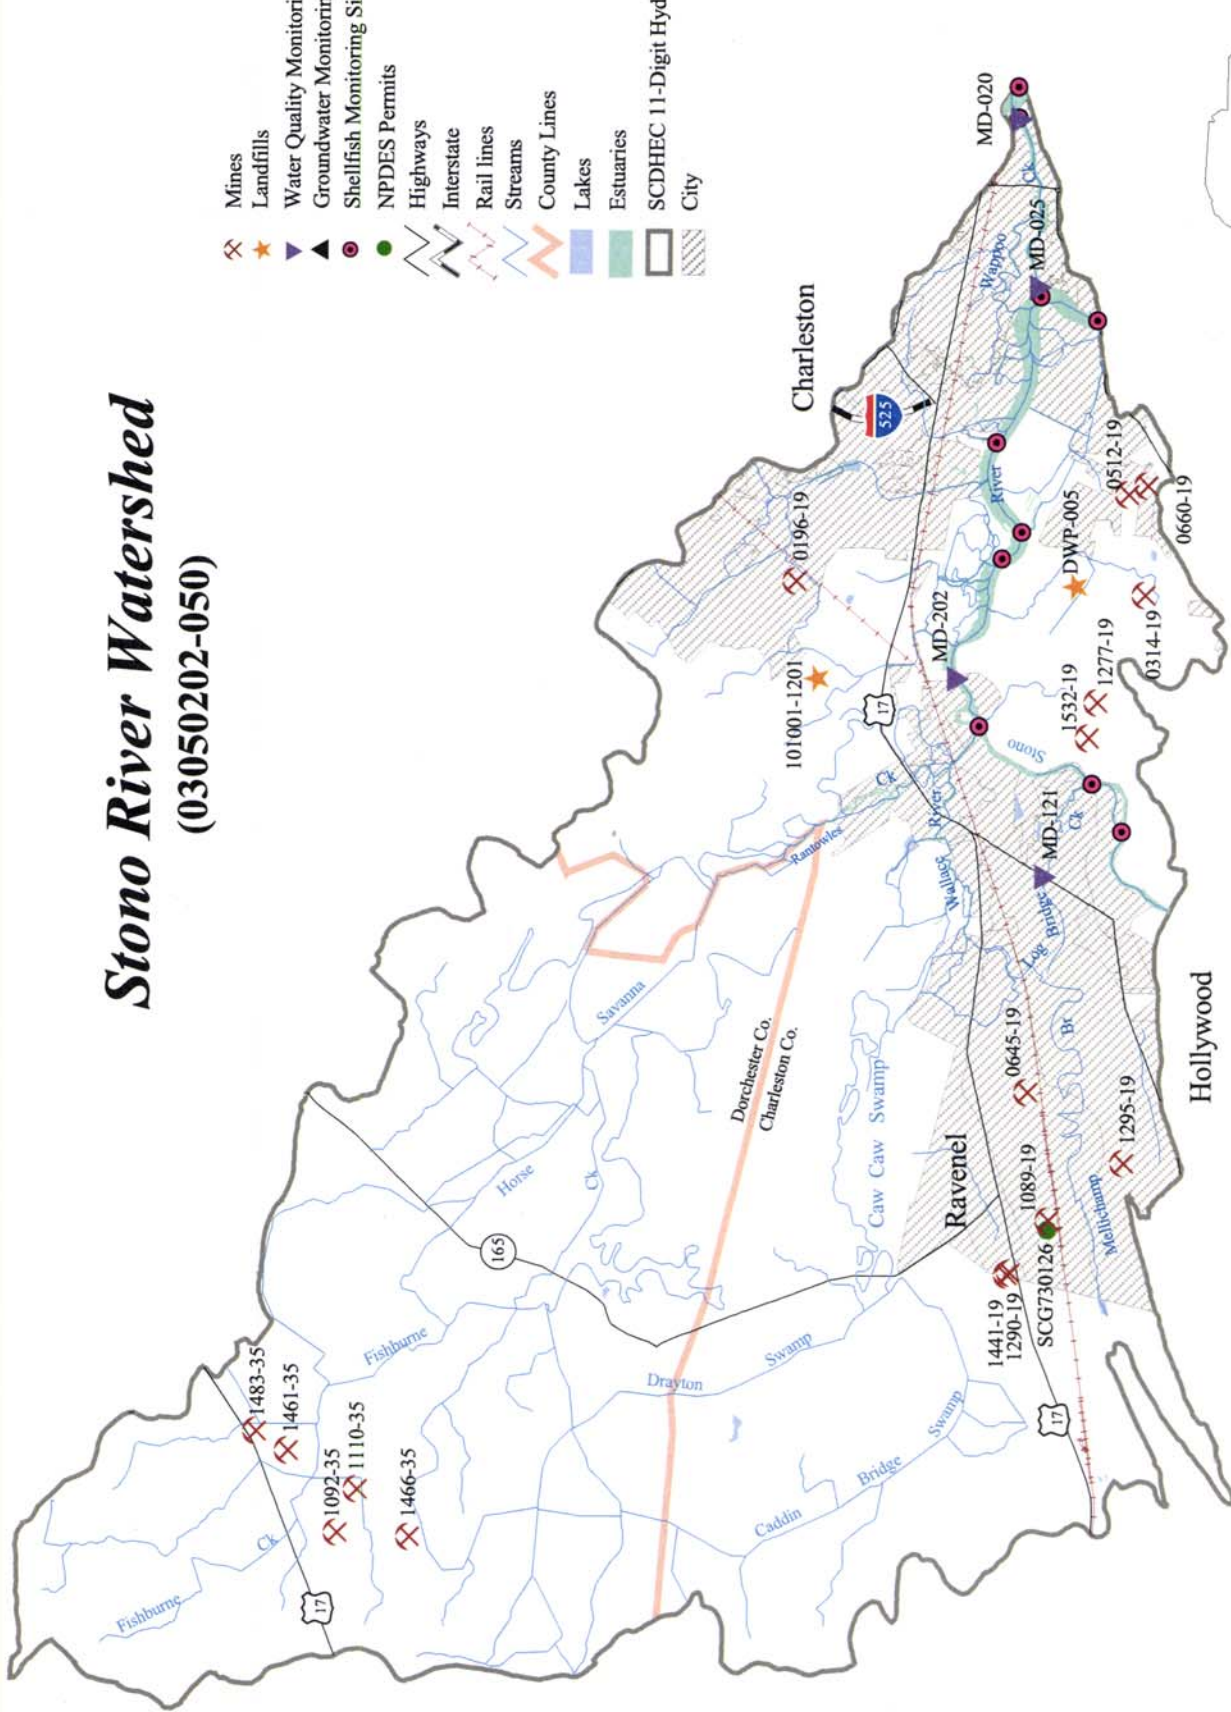 Stono River Watershed
(03050202-050)
Mines
Landfills
Water Quality Monitori
Groundwater Monitorin
Shellfish Monitoring Si
NPDES Permits
Highways
Interstate
Rail lines
Streams
County Lines
Lakes
Estuaries
SCDHEC 11-Digit Hyd
City
Fishburne
Ck
17
1483-35
1461-35
1092-35
1110-35
1466-35
Fishburne
165
Horse
Ck
Savanna
Drayton
Swamp
Caddin
Bridge
Swamp
Dorchester Co.
Charleston Co.
Caw Caw Swamp
Rantowles
Ck
Wallace
River
101001-1201
0196-19
Charleston
525
17
MD-202
River
Wappoo
Ck
MD-020
MD-025
Stono
Log
Bridge
Ck
MD-121
1532-19
1277-19
0314-19
DWP-005
0512-19
0660-19
Ravenel
0645-19
1089-19
SCG730126
1441-19
1290-19
17
Mellichamp
Br
1295-19
Hollywood